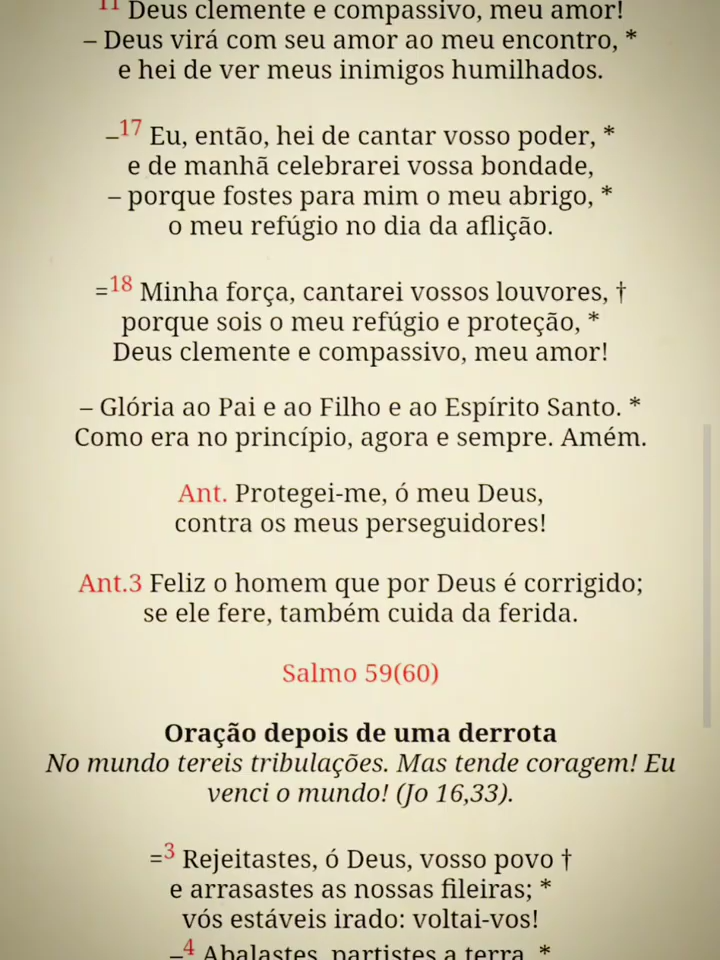 11 Deus clemente e compassivo, meu amor!
– Deus virá com seu amor ao meu encontro, *
e hei de ver meus inimigos humilhados.
–17 Eu, então, hei de cantar vosso poder, *
e de manhã celebrarei vossa bondade,
– porque fostes para mim o meu abrigo, *
o meu refúgio no dia da aflição.
=18 Minha força, cantarei vossos louvores, †
porque sois o meu refúgio e proteção, *
Deus clemente e compassivo, meu amor!
– Glória ao Pai e ao Filho e ao Espírito Santo. *
Como era no princípio, agora e sempre. Amém.
Ant. Protegei-me, ó meu Deus,
contra os meus perseguidores!
Ant.3 Feliz o homem que por Deus é corrigido;
se ele fere, também cuida da ferida.
Salmo 59(60)
Oração depois de uma derrota
No mundo tereis tribulações. Mas tende coragem! Eu
venci o mundo! (Jo 16,33).
=3 Rejeitastes, ó Deus, vosso povo †
e arrasastes as nossas fileiras; *
vós estáveis irado: voltai-vos!
–4 Abalastes, partistes a terra, *